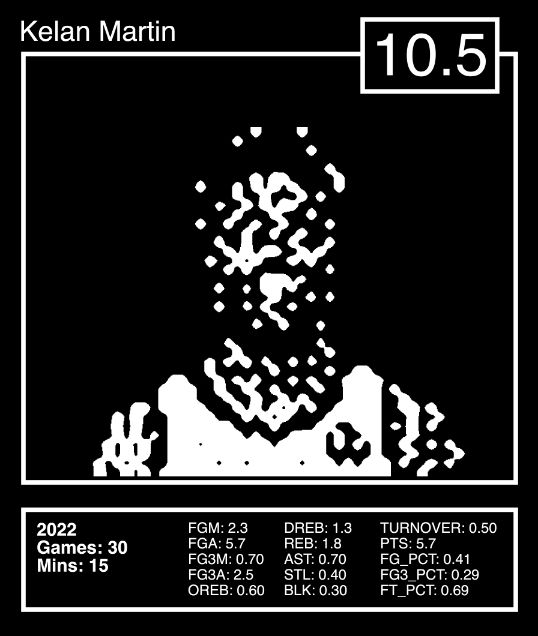 Kelan Martin
10.5
2022
Games: 30
Mins: 15
FGM: 2.3
FGA: 5.7
FG3M: 0.70
FG3A: 2.5
OREB: 0.60
DREB: 1.3
REB: 1.8
AST: 0.70
STL: 0.40
BLK: 0.30
TURNOVER: 0.50
PTS: 5.7
FG_PCT: 0.41
FG3_PCT: 0.29
FT_PCT: 0.69